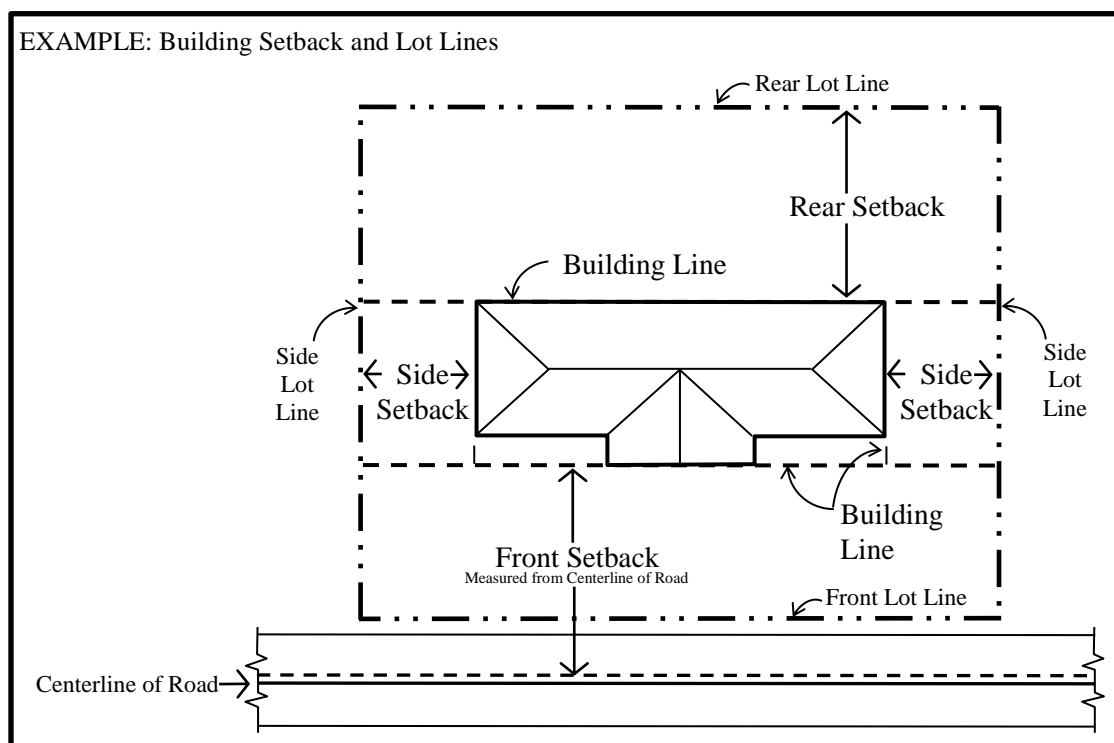 EXAMPLE: Building Setback and Lot Lines
Rear Lot Line
Rear Setback
Building Line
Side
Lot
Line
Side
Setback
Side
Setback
Side
Lot
Line
Building
Line
Front Setback
Measured from Centerline of Road
Front Lot Line
Centerline of Road